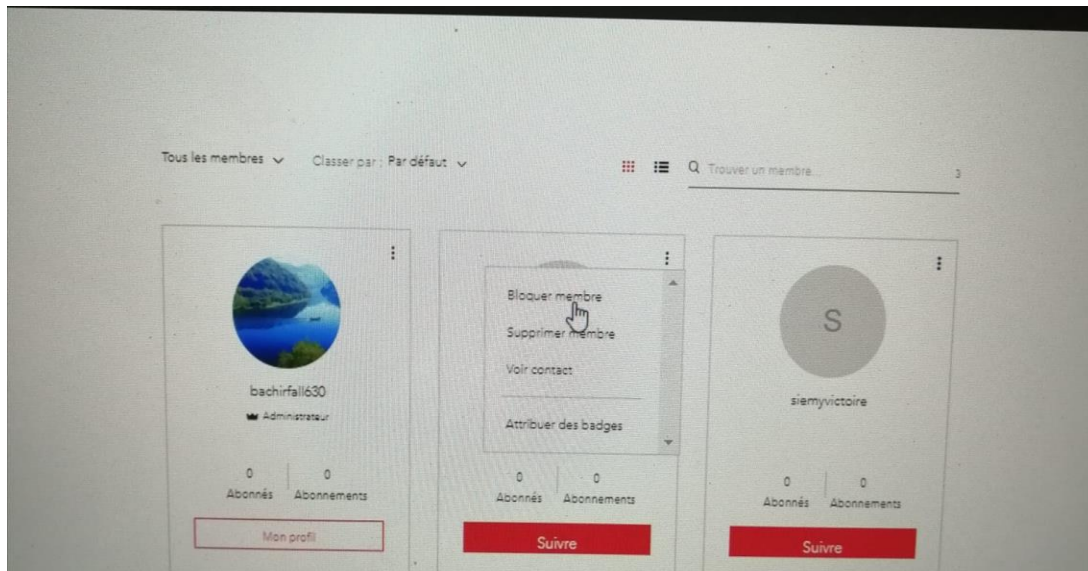 Tous les membres
Classer par : Par défaut
Trouver un membre...
3
bachirfall630
Administrateur
0
Abonnés
0
Abonnements
Mon profil
Bloquer membre
Supprimer membre
Voir contact
Attribuer des badges
0
Abonnés
0
Abonnements
Suivre
S
siemyvictoire
0
Abonnés
0
Abonnements
Suivre